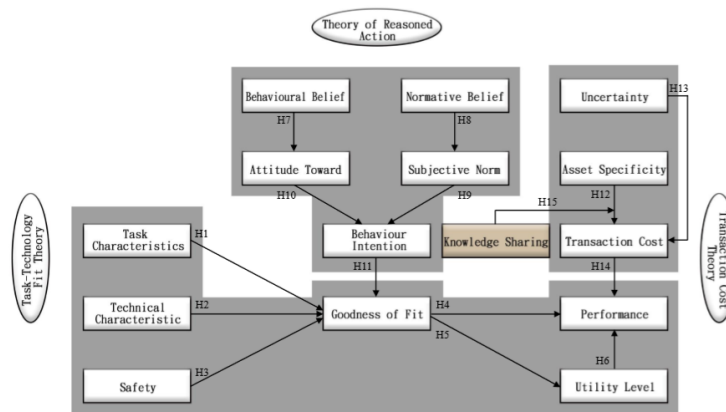 Theory of Reasoned
Action
Behavioural Belief
Normative Belief
Uncertainty
H13
H7
H8
Attitude Toward
Subjective Norm
Asset Specificity
H10
H9
H15
H12
Task-Technology
Fit Theory
Task
Characteristics
H1
Behaviour
Intention
Knowledge Sharing
Transaction Cost
Transaction Cost
Theory
H11
H14
Technical
Characteristic
H2
Goodness of Fit
H4
Performance
H5
H3
H6
Safety
Utility Level